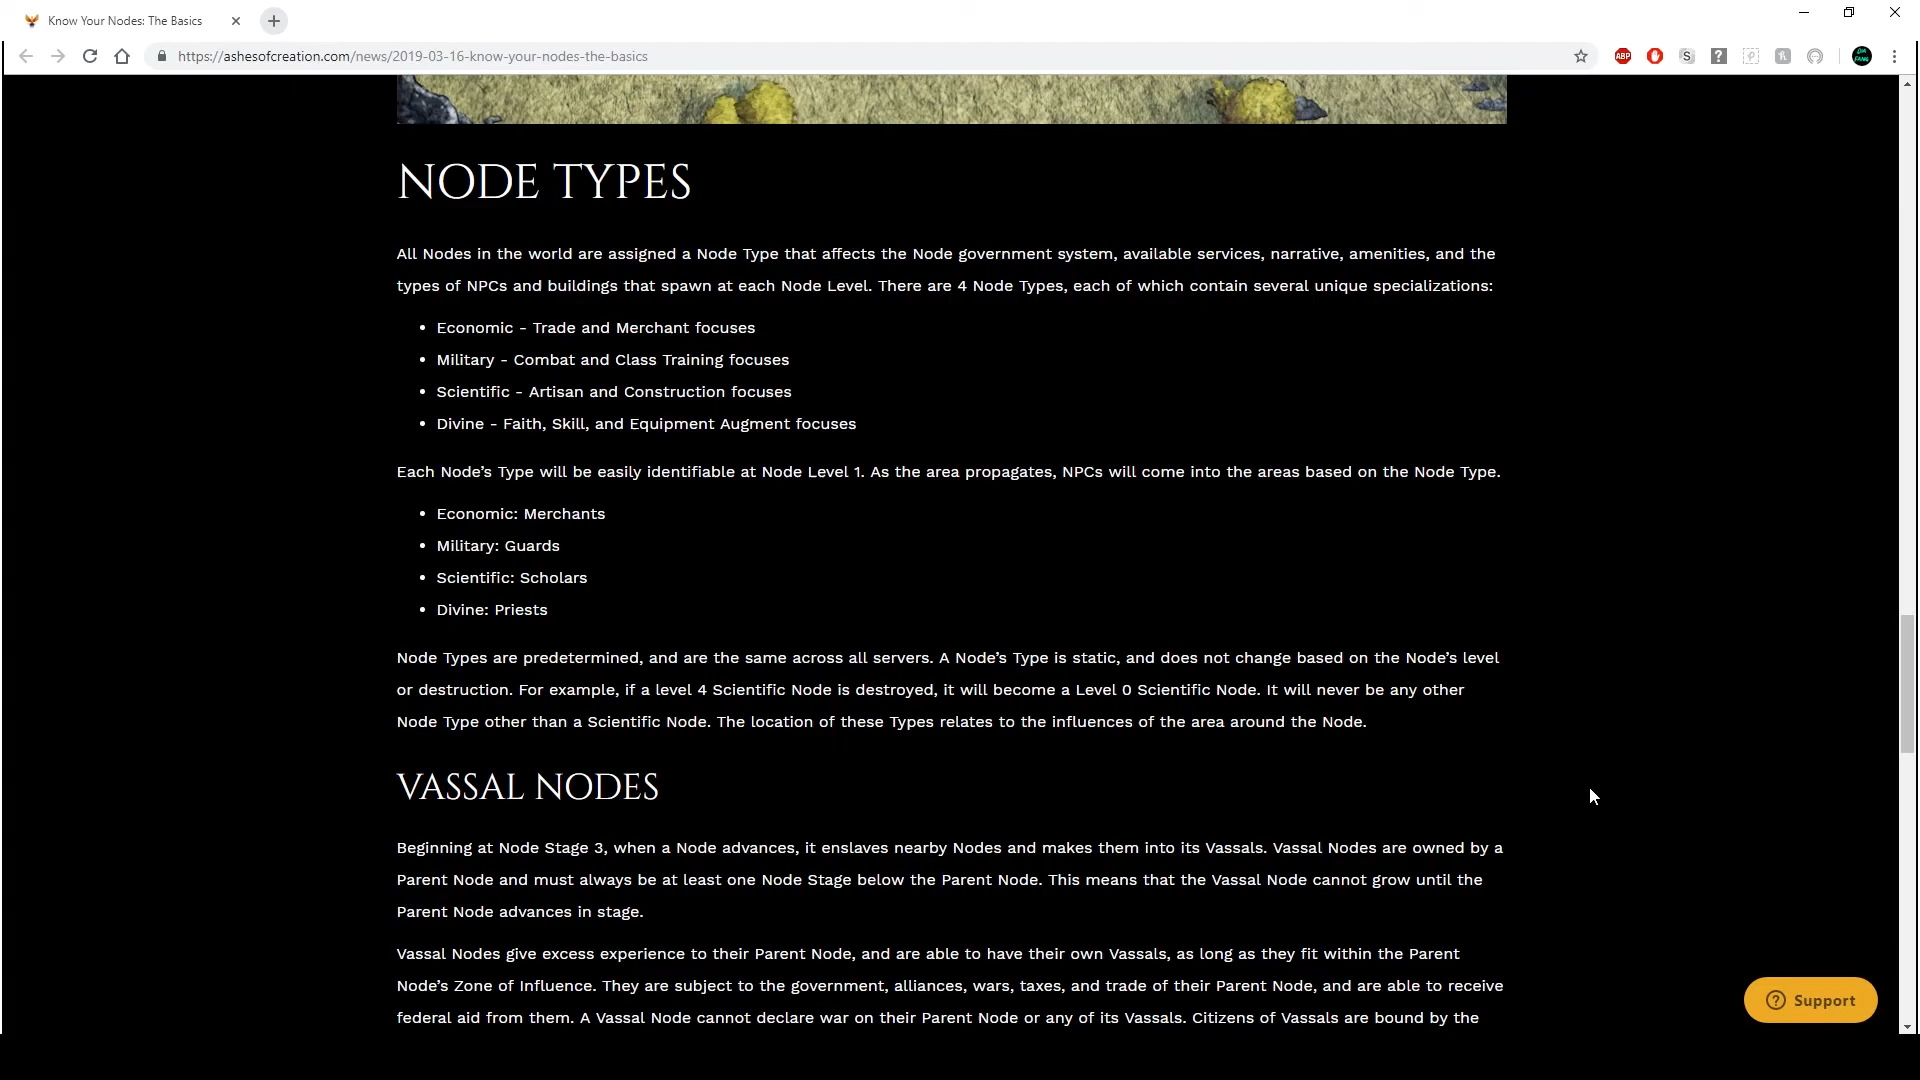 Know Your Nodes: The Basics
https://ashesofcreation.com/news/2019-03-16-know-your-nodes-the-basics
ABP
S
?
NODE TYPES
All Nodes in the world are assigned a Node Type that affects the Node government system, available services, narrative, amenities, and the
types of NPCs and buildings that spawn at each Node Level. There are 4 Node Types, each of which contain several unique specializations:
• Economic - Trade and Merchant focuses
• Military - Combat and Class Training focuses
• Scientific - Artisan and Construction focuses
• Divine - Faith, Skill, and Equipment Augment focuses
Each Node’s Type will be easily identifiable at Node Level 1. As the area propagates, NPCs will come into the areas based on the Node Type.
• Economic: Merchants
• Military: Guards
• Scientific: Scholars
• Divine: Priests
Node Types are predetermined, and are the same across all servers. A Node’s Type is static, and does not change based on the Node’s level
or destruction. For example, if a level 4 Scientific Node is destroyed, it will become a Level 0 Scientific Node. It will never be any other
Node Type other than a Scientific Node. The location of these Types relates to the influences of the area around the Node.
VASSAL NODES
Beginning at Node Stage 3, when a Node advances, it enslaves nearby Nodes and makes them into its Vassals. Vassal Nodes are owned by a
Parent Node and must always be at least one Node Stage below the Parent Node. This means that the Vassal Node cannot grow until the
Parent Node advances in stage.
Vassal Nodes give excess experience to their Parent Node, and are able to have their own Vassals, as long as they fit within the Parent
Node’s Zone of Influence. They are subject to the government, alliances, wars, taxes, and trade of their Parent Node, and are able to receive
federal aid from them. A Vassal Node cannot declare war on their Parent Node or any of its Vassals. Citizens of Vassals are bound by the
Support